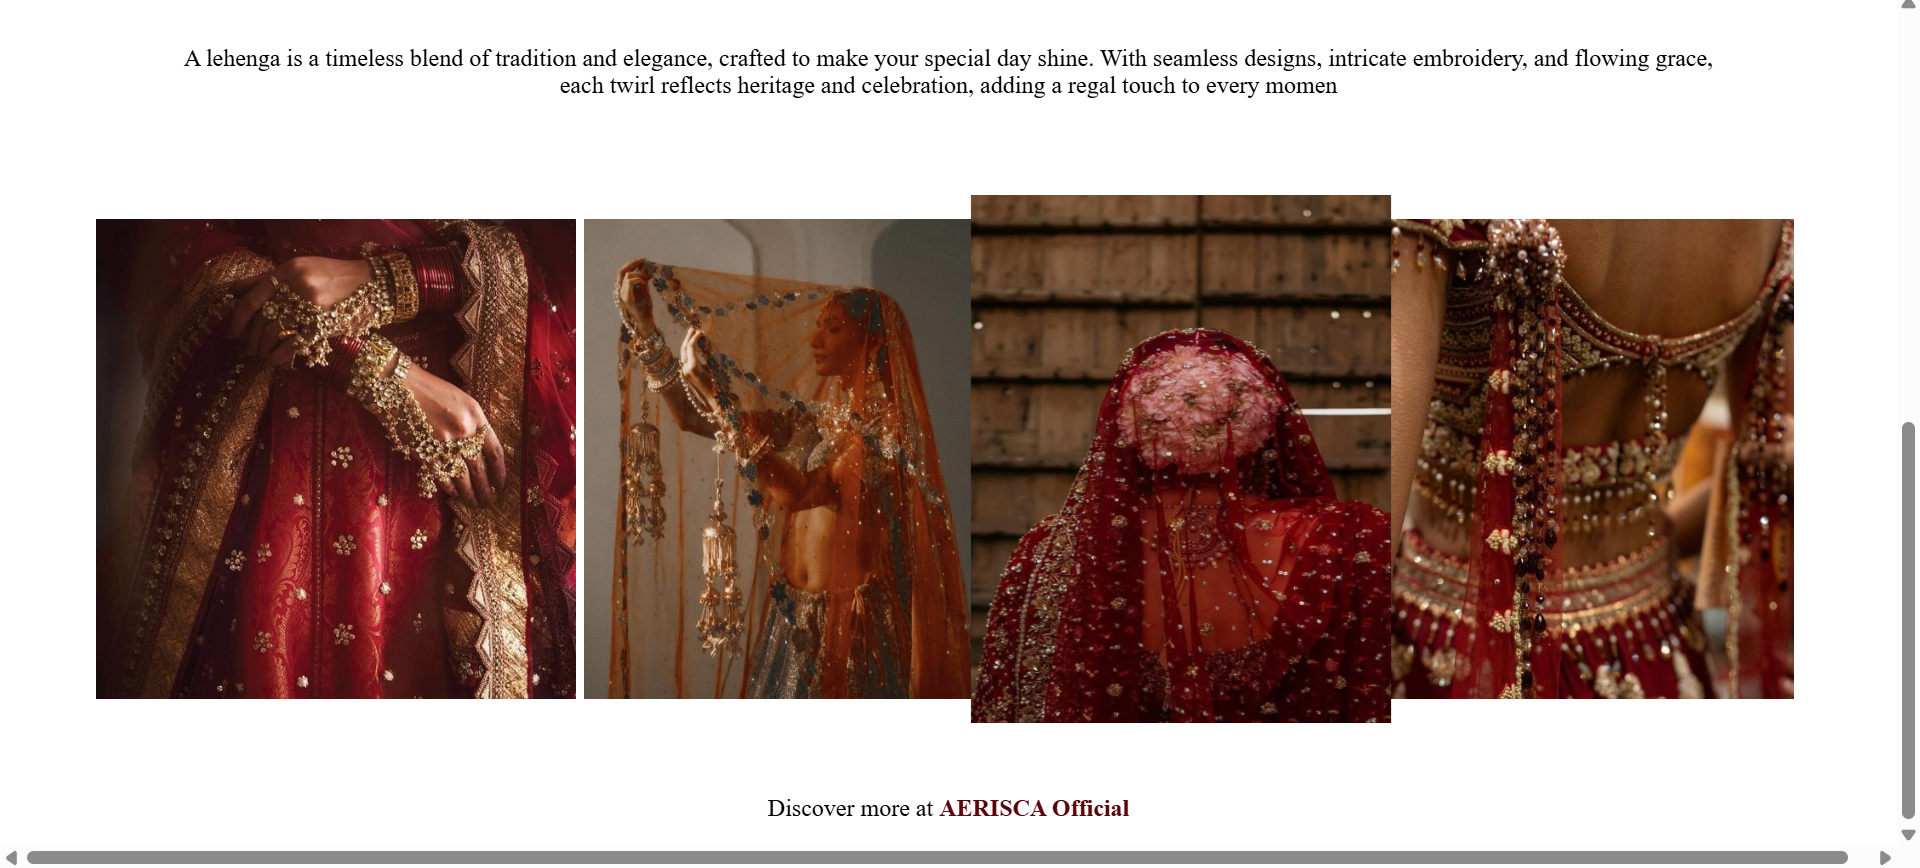 A lehenga is a timeless blend of tradition and elegance, crafted to make your special day shine. With seamless designs, intricate embroidery, and flowing grace,
each twirl reflects heritage and celebration, adding a regal touch to every momen
Discover more at AERISCA Official